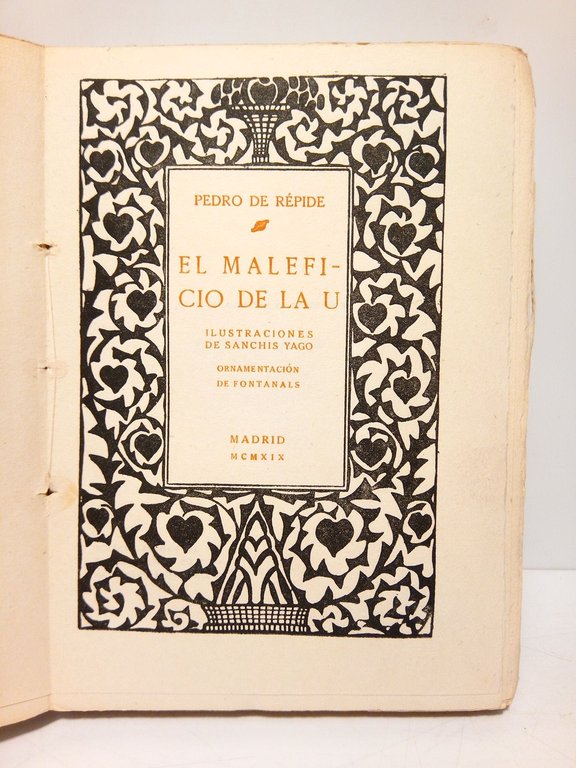 PEDRO DE RÉPIDE
EL MALEFI-
CIO DE LA U
ILUSTRACIONES
DE SANCHIS YAGO
ORNAMENTACIÓN
DE FONTANALS
MADRID
MCMXIX